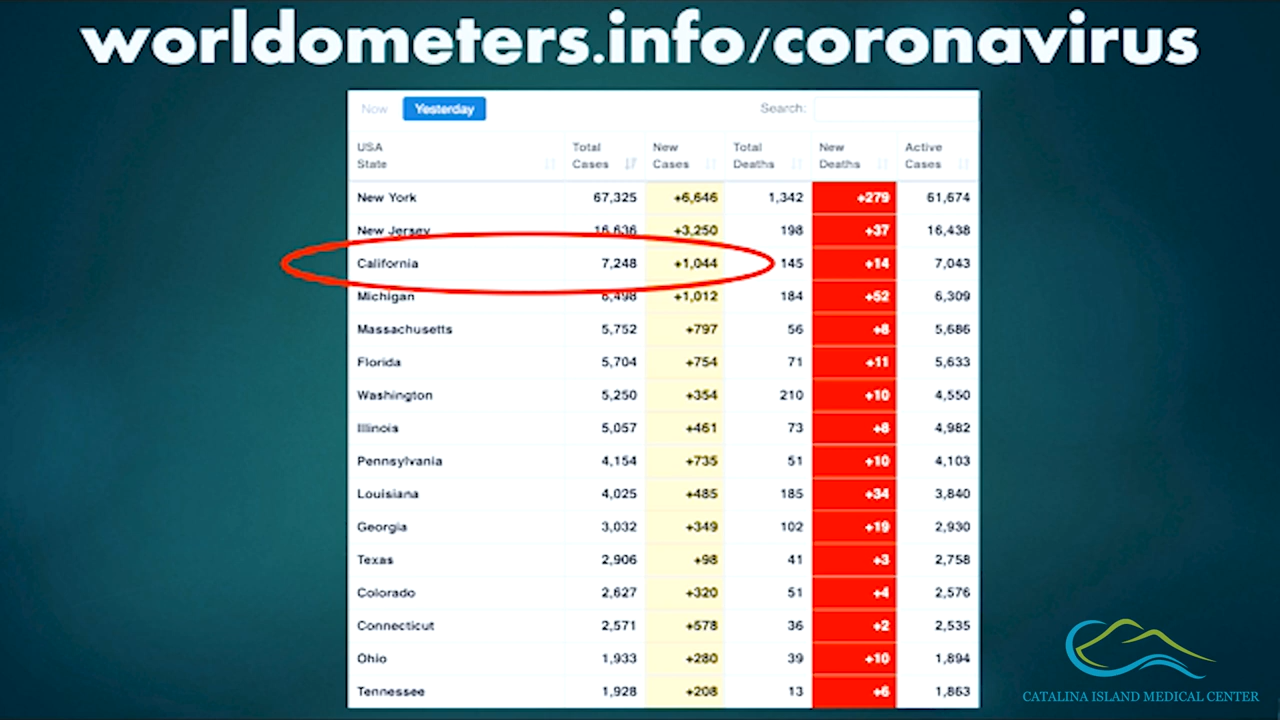 worldometers.info/coronavirus
Now Yesterday Search:
USA State Total Cases New Cases Total Deaths New Deaths Active Cases
New York 67,325 +6,646 1,342 +279 61,674
New Jersey 16,636 +3,250 198 +37 16,438
California 7,248 +1,044 145 +14 7,043
Michigan 6,498 +1,012 184 +52 6,309
Massachusetts 5,752 +797 56 +8 5,686
Florida 5,704 +754 71 +11 5,633
Washington 5,250 +354 210 +10 4,550
Illinois 5,057 +461 73 +8 4,982
Pennsylvania 4,154 +735 51 +10 4,103
Louisiana 4,025 +485 185 +34 3,840
Georgia 3,032 +349 102 +19 2,930
Texas 2,906 +98 41 +3 2,758
Colorado 2,627 +320 51 +4 2,576
Connecticut 2,571 +578 36 +2 2,535
Ohio 1,933 +280 39 +10 1,894
Tennessee 1,928 +208 13 +6 1,863
CATALINA ISLAND MEDICAL CENTER